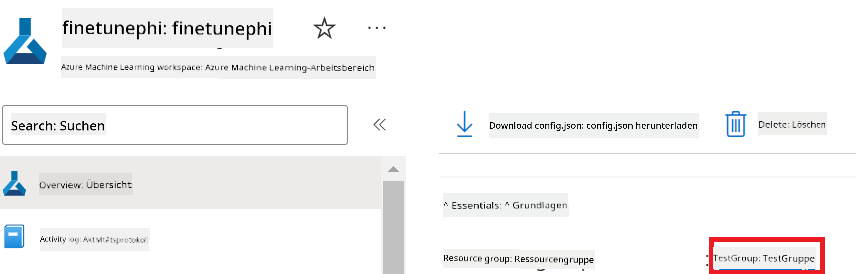 finetunephi: finetunephi
Azure Machine Learning workspace: Azure Machine Learning-Arbeitsbereich
Search: Suchen
Download config.json: config.json herunterladen
Delete: Löschen
Overview: Übersicht
^ Essentials: ^ Grundlagen
Activity log: Aktivitätsprotokoll
Resource group: Ressourcengruppe
: TestGroup: TestGruppe